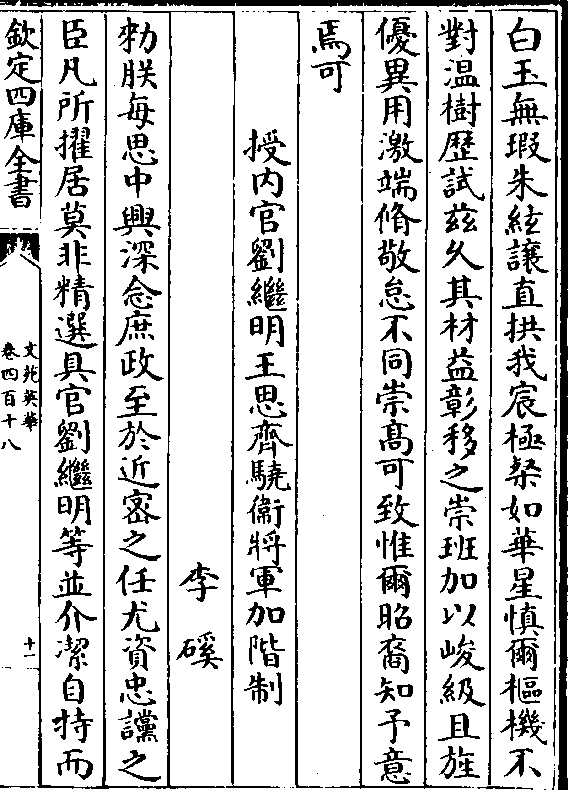 白玉無瑕朱絃讓直拱我宸極粲如華星慎爾樞機不
對温樹歴試兹久其材益彰移之崇班加以峻級且旌
優異用激端脩敬怠不同崇髙可致惟爾昭裔知予意
焉可
授内官劉繼明王思齊驍衛將軍加階制
李磎
勑朕每思中興深念庶政至於近宻之任尤資忠讜之
臣凡所擢居莫非精選具官劉繼明等並介潔自持而
欽定四庫全書
文苑英華
卷四百十八
十一